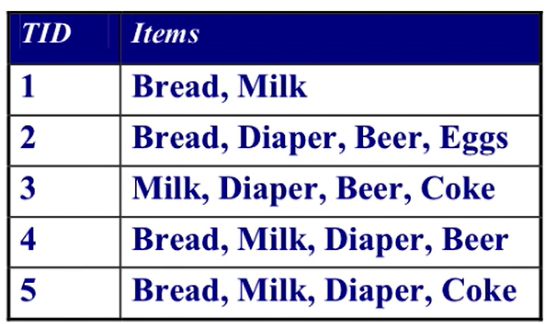 TID Items
1 Bread, Milk
2 Bread, Diaper, Beer, Eggs
3 Milk, Diaper, Beer, Coke
4 Bread, Milk, Diaper, Beer
5 Bread, Milk, Diaper, Coke